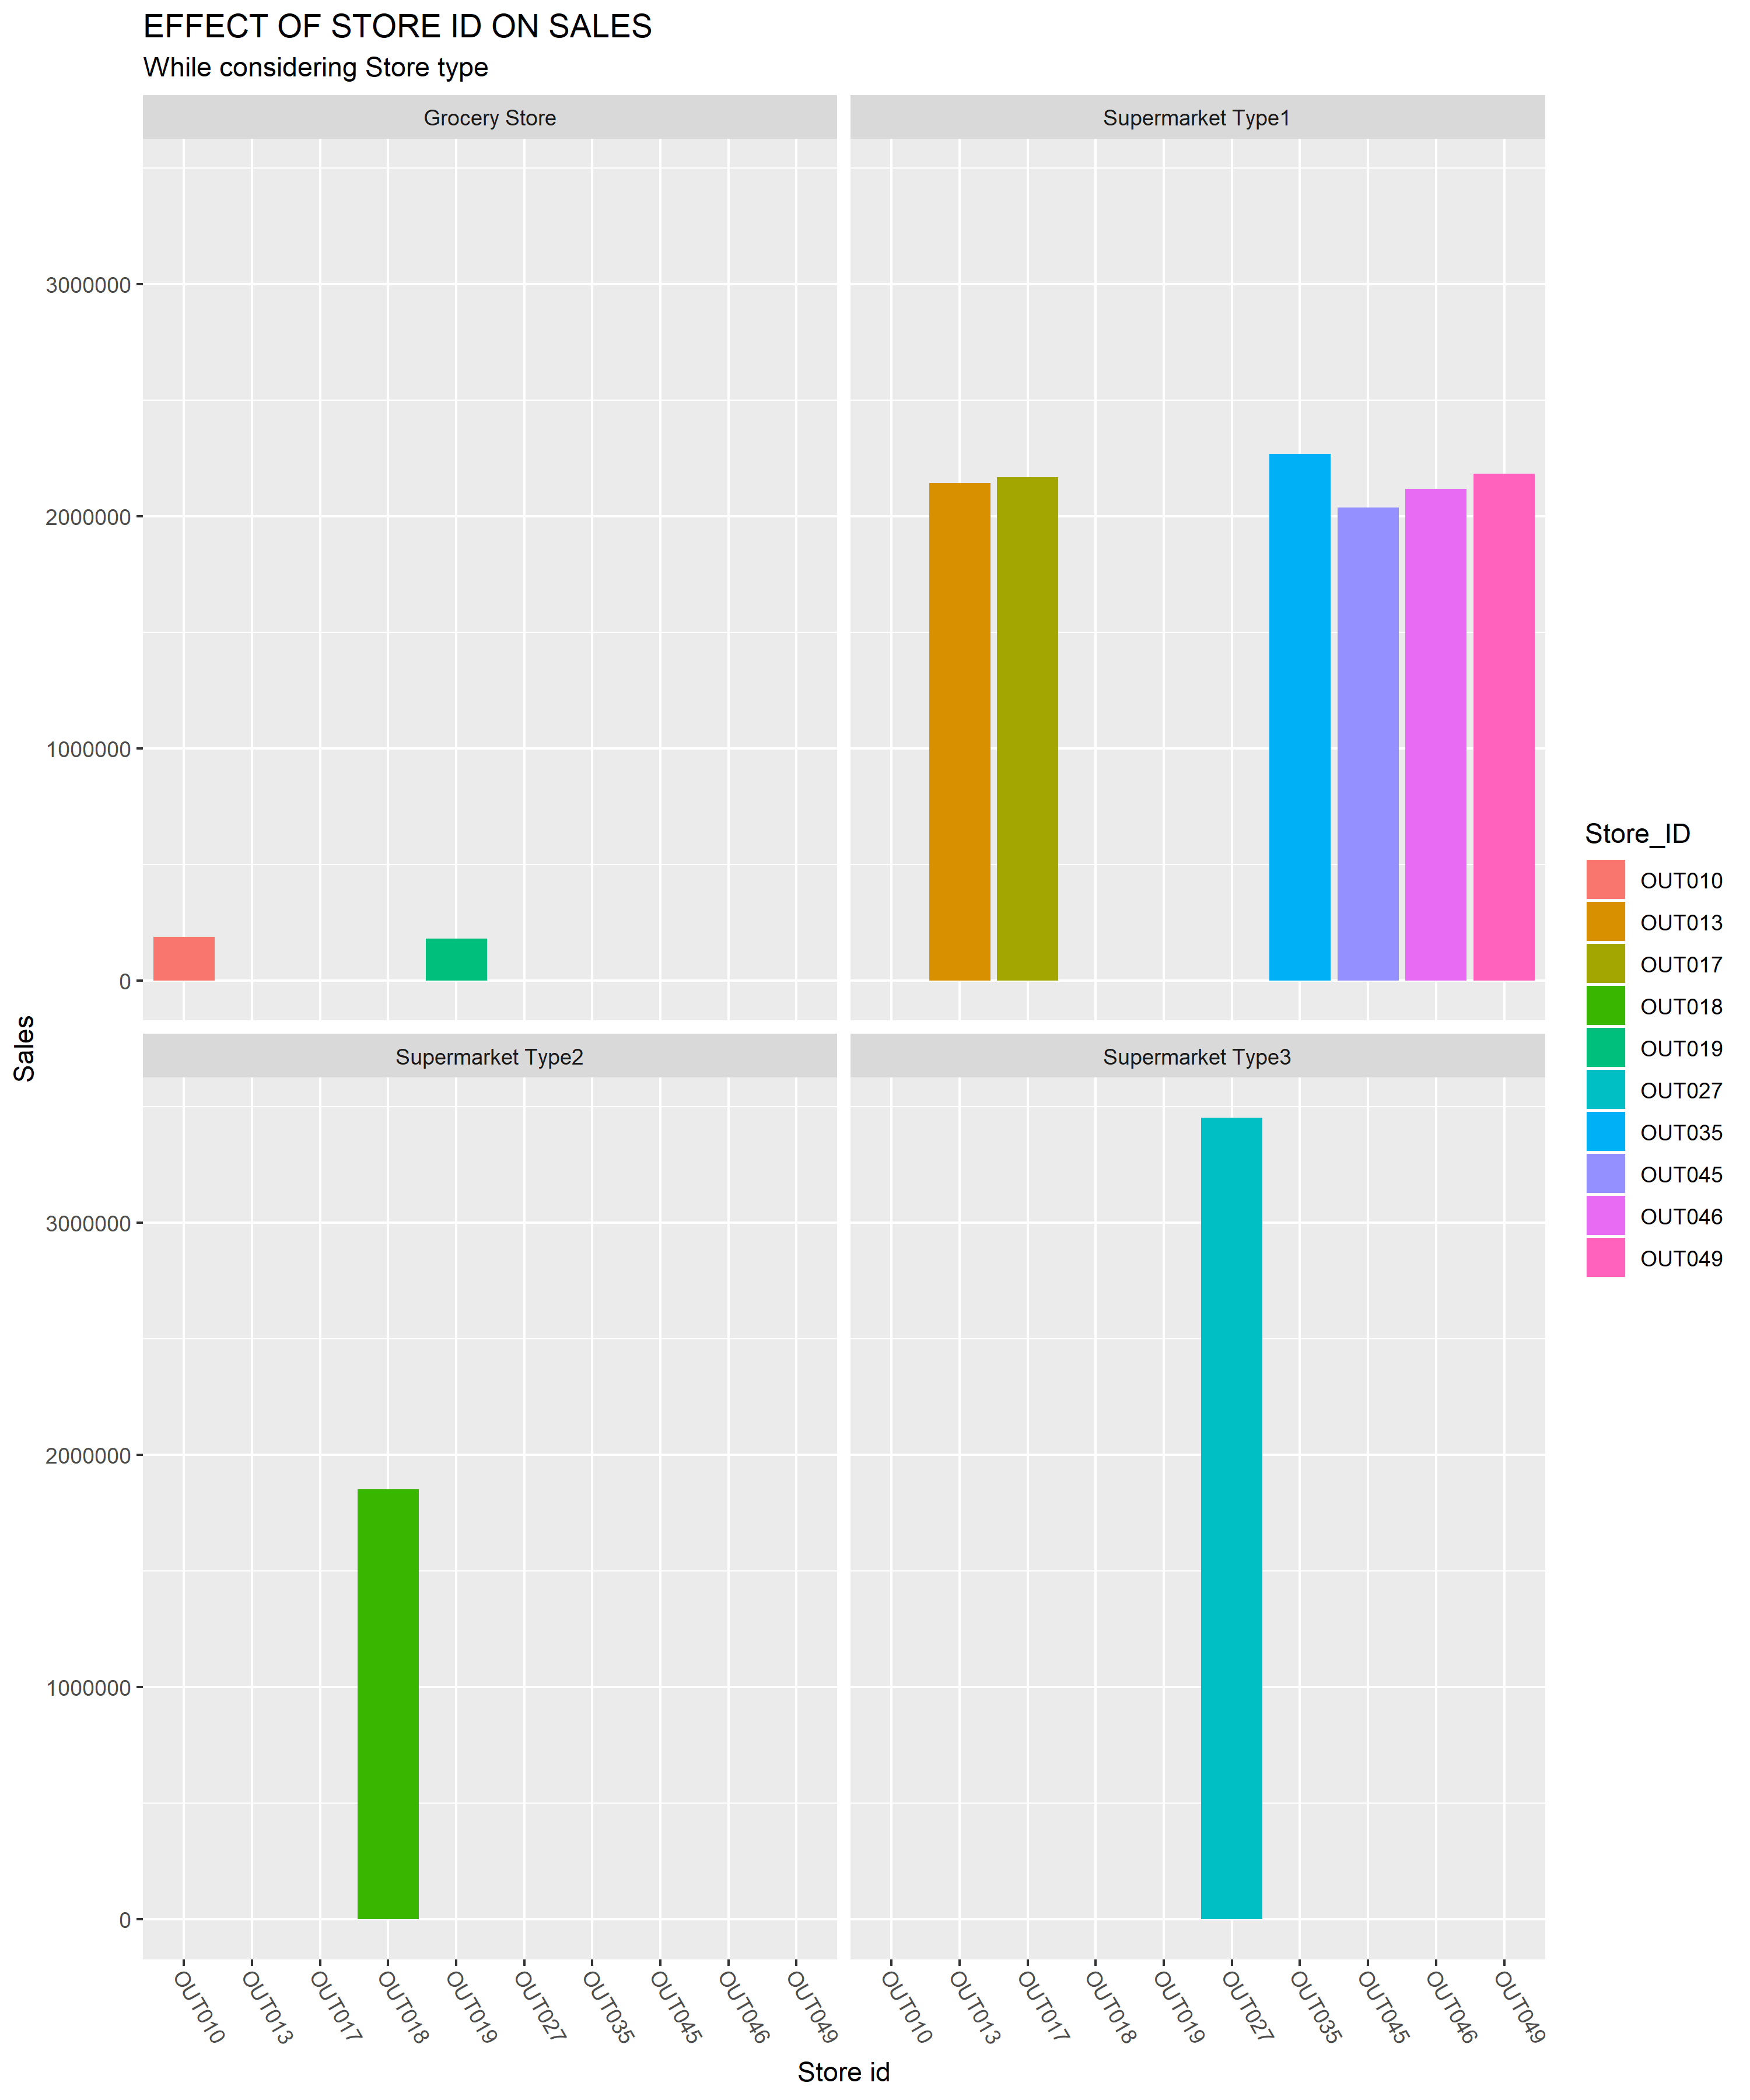 EFFECT OF STORE ID ON SALES
While considering Store type
Grocery Store
Supermarket Type1
3000000
2000000
1000000
0
Supermarket Type2
Supermarket Type3
3000000
2000000
1000000
0
Sales
OUT010 OUT013 OUT017 OUT018 OUT019 OUT027 OUT035 OUT045 OUT046 OUT049
OUT010 OUT013 OUT017 OUT018 OUT019 OUT027 OUT035 OUT045 OUT046 OUT049
Store id
Store_ID
OUT010
OUT013
OUT017
OUT018
OUT019
OUT027
OUT035
OUT045
OUT046
OUT049